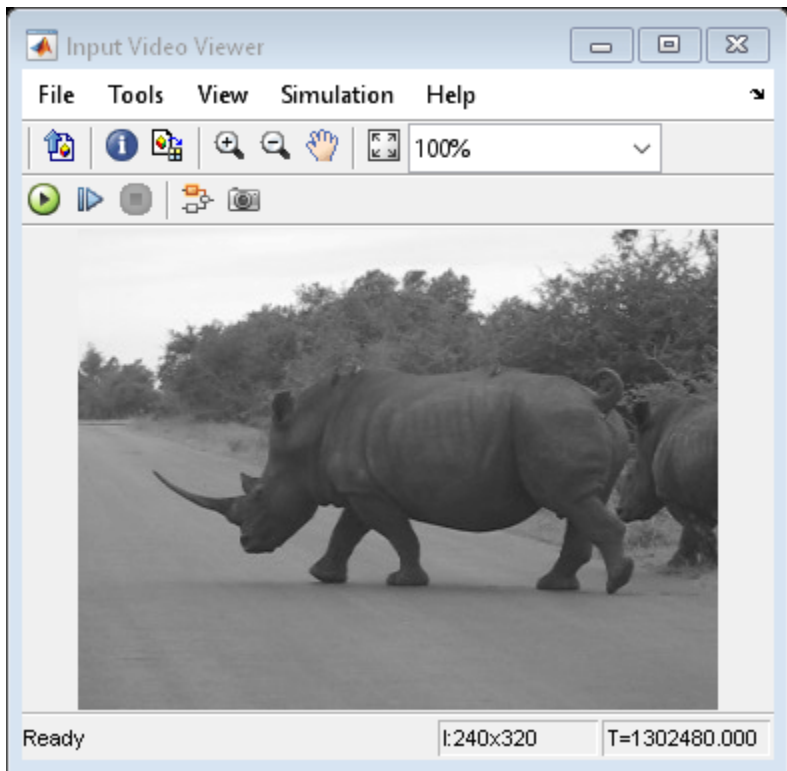 Input Video Viewer
File Tools View Simulation Help
100%
Ready I:240x320 T=1302480.000